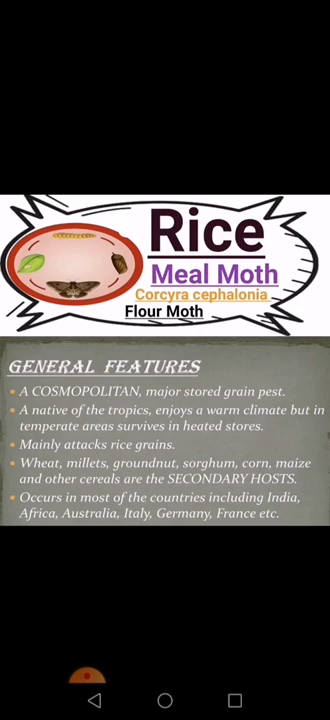 Rice
Meal Moth
Corcyra cephalonia
Flour Moth
GENERAL FEATURES
• A COSMOPOLITAN, major stored grain pest.
• A native of the tropics, enjoys a warm climate but in
temperate areas survives in heated stores.
• Mainly attacks rice grains.
• Wheat, millets, groundnut, sorghum, corn, maize
and other cereals are the SECONDARY HOSTS.
• Occurs in most of the countries including India,
Africa, Australia, Italy, Germany, France etc.